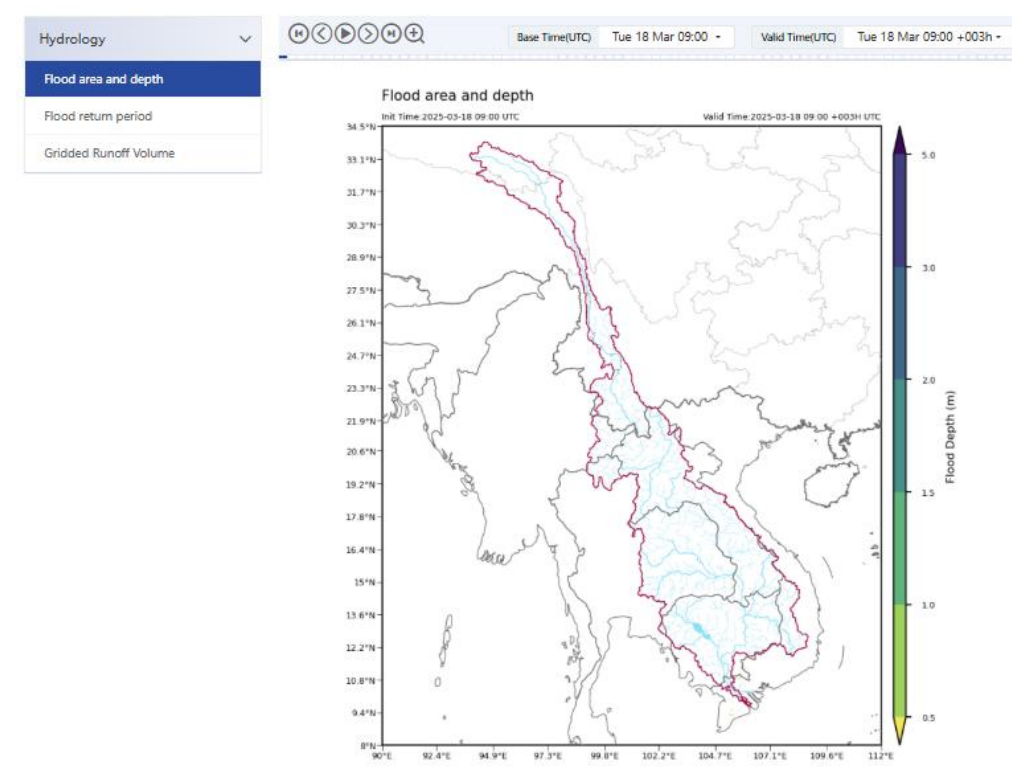 Hydrology
Flood area and depth
Flood return period
Gridded Runoff Volume
Base Time(UTC) Tue 18 Mar 09:00
Valid Time(UTC) Tue 18 Mar 09:00 +003h
Flood area and depth
Init Time:2025-03-18 09:00 UTC
Valid Time:2025-03-18 09:00 +003H UTC
34.5°N
33.1°N
31.7°N
30.3°N
28.9°N
27.5°N
26.1°N
24.7°N
23.3°N
21.9°N
20.6°N
19.2°N
17.8°N
16.4°N
15°N
13.6°N
12.2°N
10.8°N
9.4°N
8°N
90°E 92.4°E 94.9°E 97.3°E 99.8°E 102.2°E 104.7°E 107.1°E 109.6°E 112°E
5.0
3.0
2.0
1.5
1.0
0.5
Flood Depth (m)